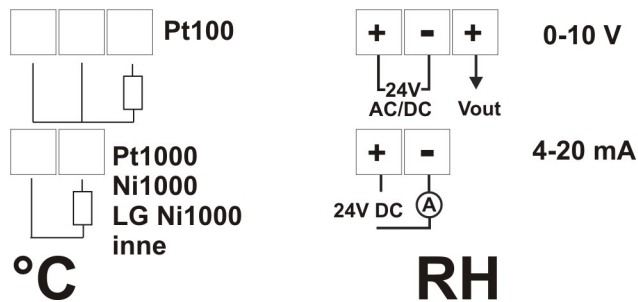 Pt100
Pt1000
Ni1000
LG Ni1000
inne
°C
+ - +
0-10 V
24V
AC/DC
Vout
+ -
4-20 mA
24V DC
A
RH